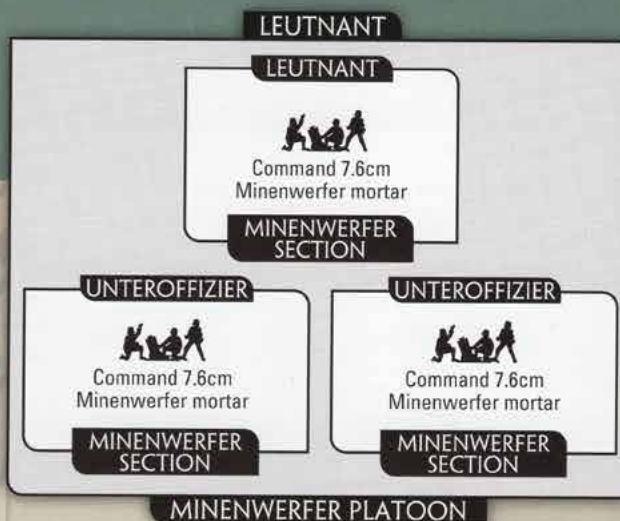 LEUTNANT
LEUTNANT
Command 7.6cm
Minenwerfer mortar
MINENWERFER
SECTION
UNTEROFFIZIER
Command 7.6cm
Minenwerfer mortar
MINENWERFER
SECTION
UNTEROFFIZIER
Command 7.6cm
Minenwerfer mortar
MINENWERFER
SECTION
MINENWERFER PLATOON